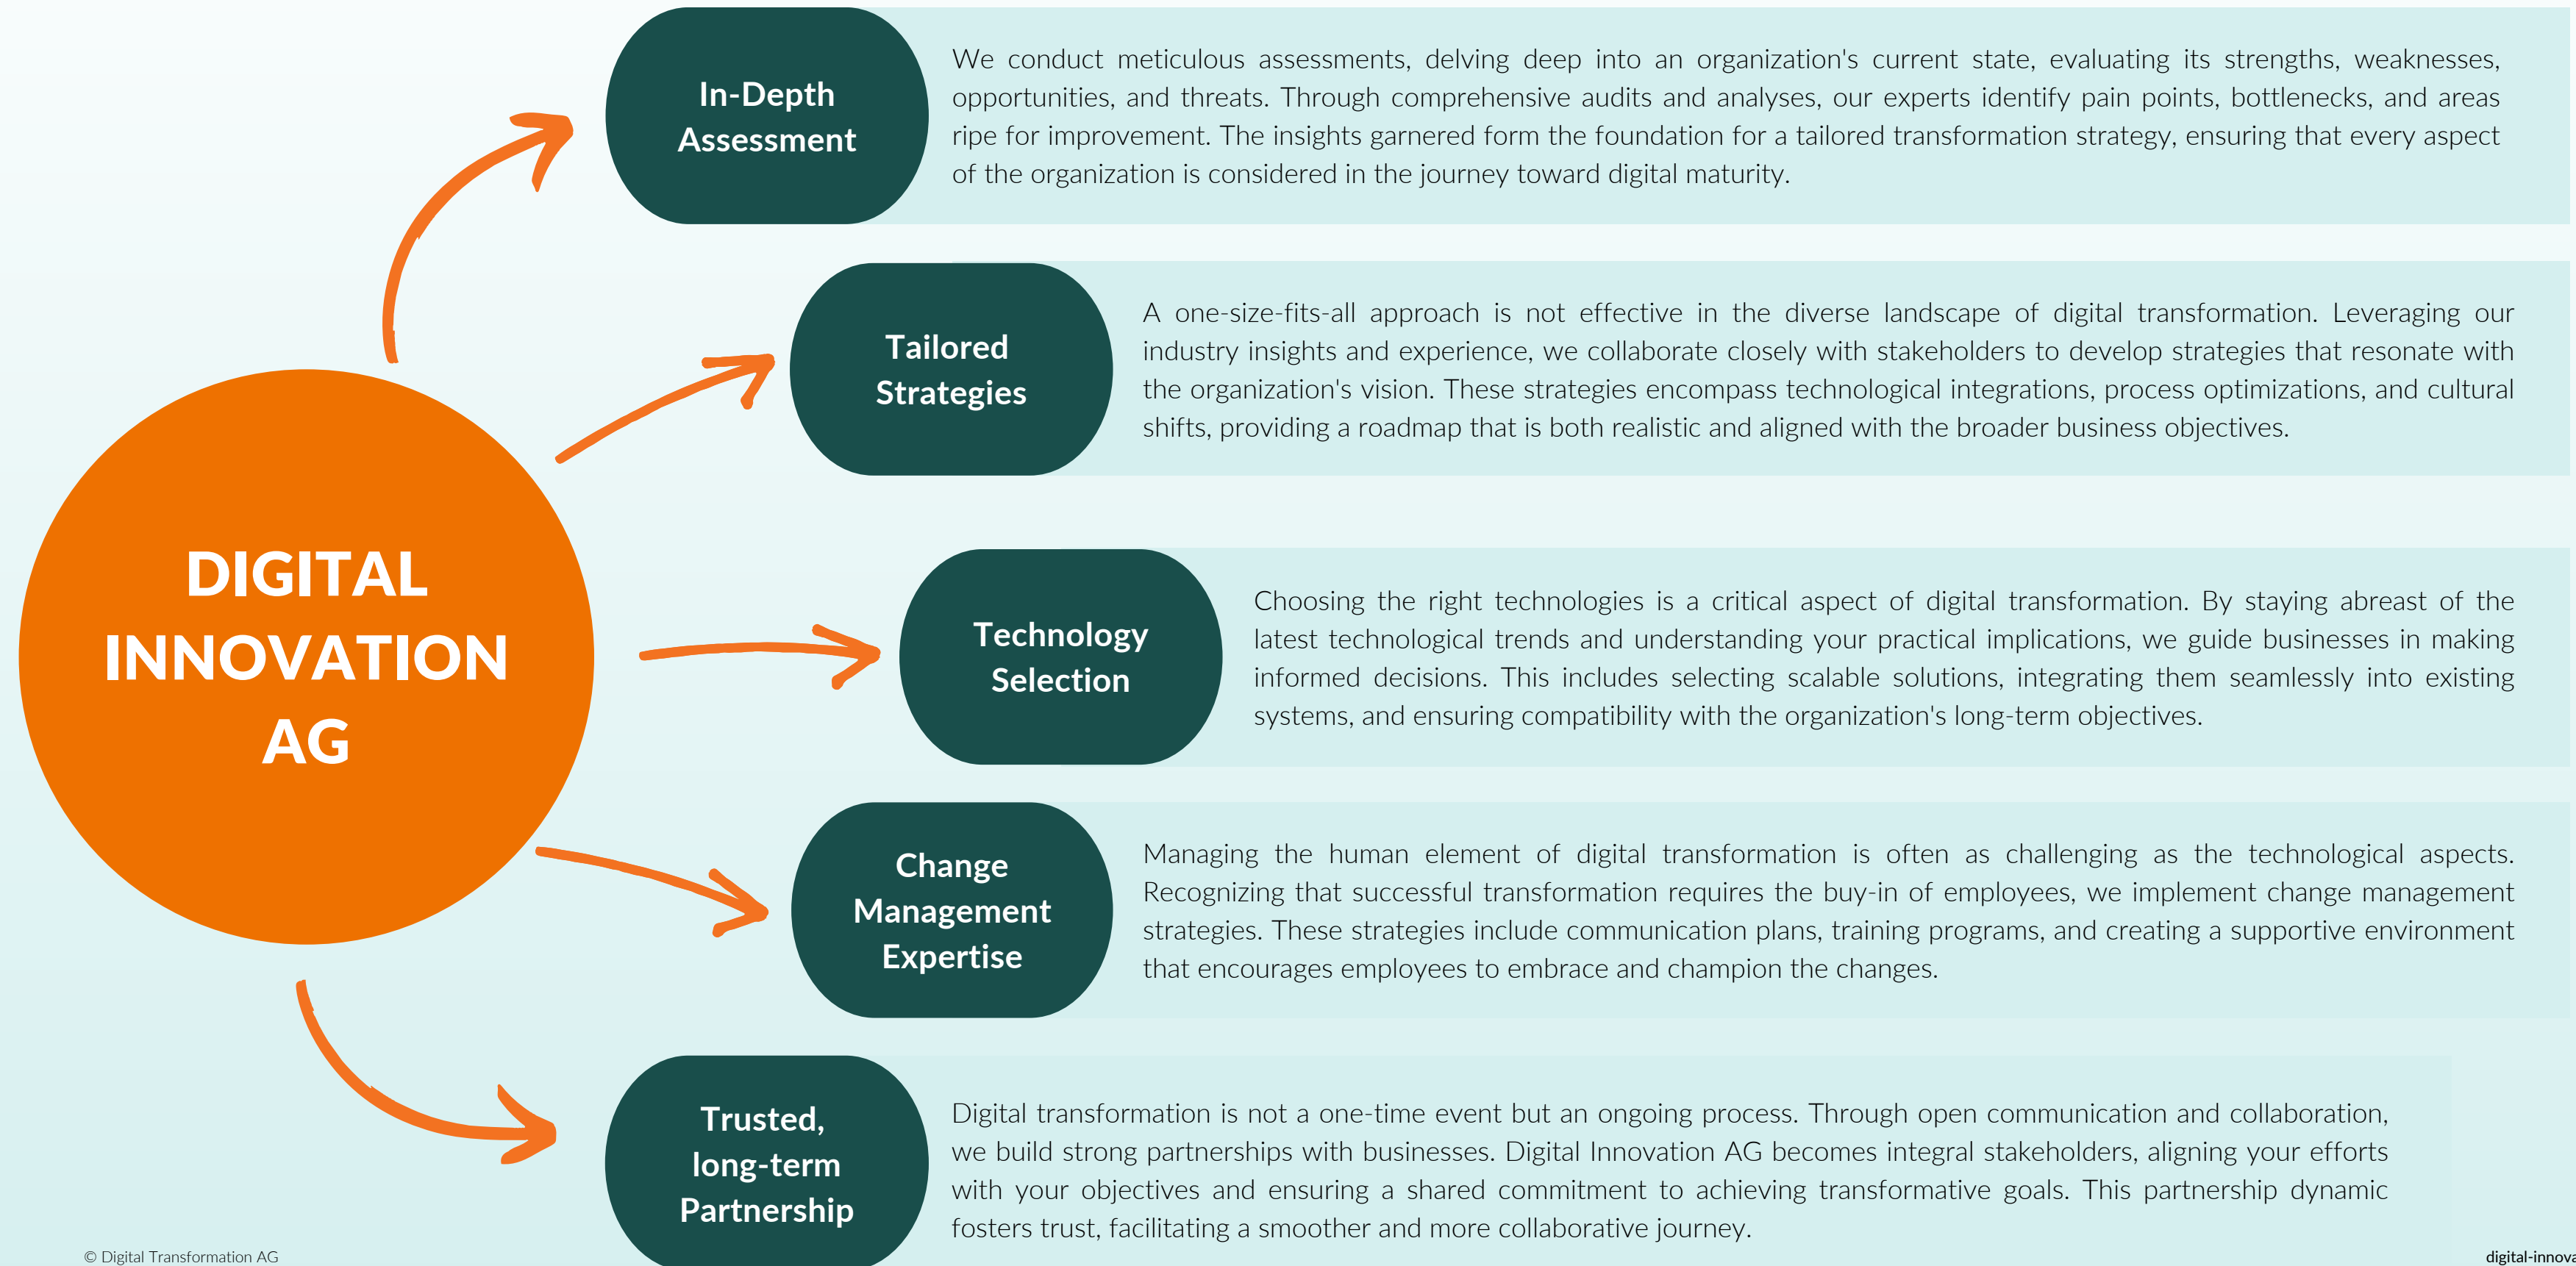 In-Depth
Assessment
We conduct meticulous assessments, delving deep into an organization's current state, evaluating its strengths, weaknesses,
opportunities, and threats. Through comprehensive audits and analyses, our experts identify pain points, bottlenecks, and areas
ripe for improvement. The insights garnered form the foundation for a tailored transformation strategy, ensuring that every aspect
of the organization is considered in the journey toward digital maturity.
Tailored
Strategies
A one-size-fits-all approach is not effective in the diverse landscape of digital transformation. Leveraging our
industry insights and experience, we collaborate closely with stakeholders to develop strategies that resonate with
the organization's vision. These strategies encompass technological integrations, process optimizations, and cultural
shifts, providing a roadmap that is both realistic and aligned with the broader business objectives.
DIGITAL
INNOVATION
AG
Technology
Selection
Choosing the right technologies is a critical aspect of digital transformation. By staying abreast of the
latest technological trends and understanding your practical implications, we guide businesses in making
informed decisions. This includes selecting scalable solutions, integrating them seamlessly into existing
systems, and ensuring compatibility with the organization's long-term objectives.
Change
Management
Expertise
Managing the human element of digital transformation is often as challenging as the technological aspects.
Recognizing that successful transformation requires the buy-in of employees, we implement change management
strategies. These strategies include communication plans, training programs, and creating a supportive environment
that encourages employees to embrace and champion the changes.
Trusted,
long-term
Partnership
Digital transformation is not a one-time event but an ongoing process. Through open communication and collaboration,
we build strong partnerships with businesses. Digital Innovation AG becomes integral stakeholders, aligning your efforts
with your objectives and ensuring a shared commitment to achieving transformative goals. This partnership dynamic
fosters trust, facilitating a smoother and more collaborative journey.
© Digital Transformation AG
digital-innova